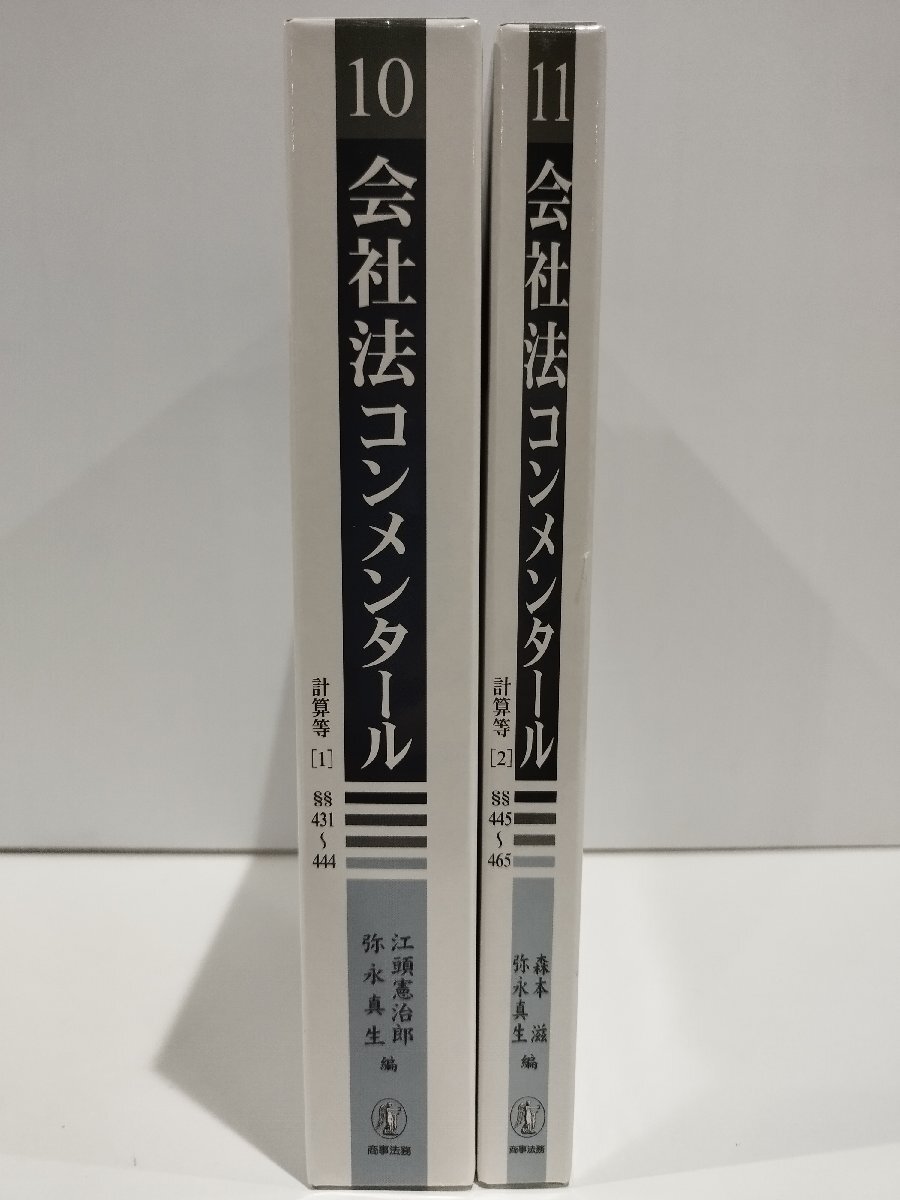 10
会社法コンメンタール
計算等[1]
§§
431
〜
444
江頭憲治郎
弥永真生
編
商事法務
11
会社法コンメンタール
計算等[2]
§§
445
〜
465
森本 滋
弥永真生
編
商事法務